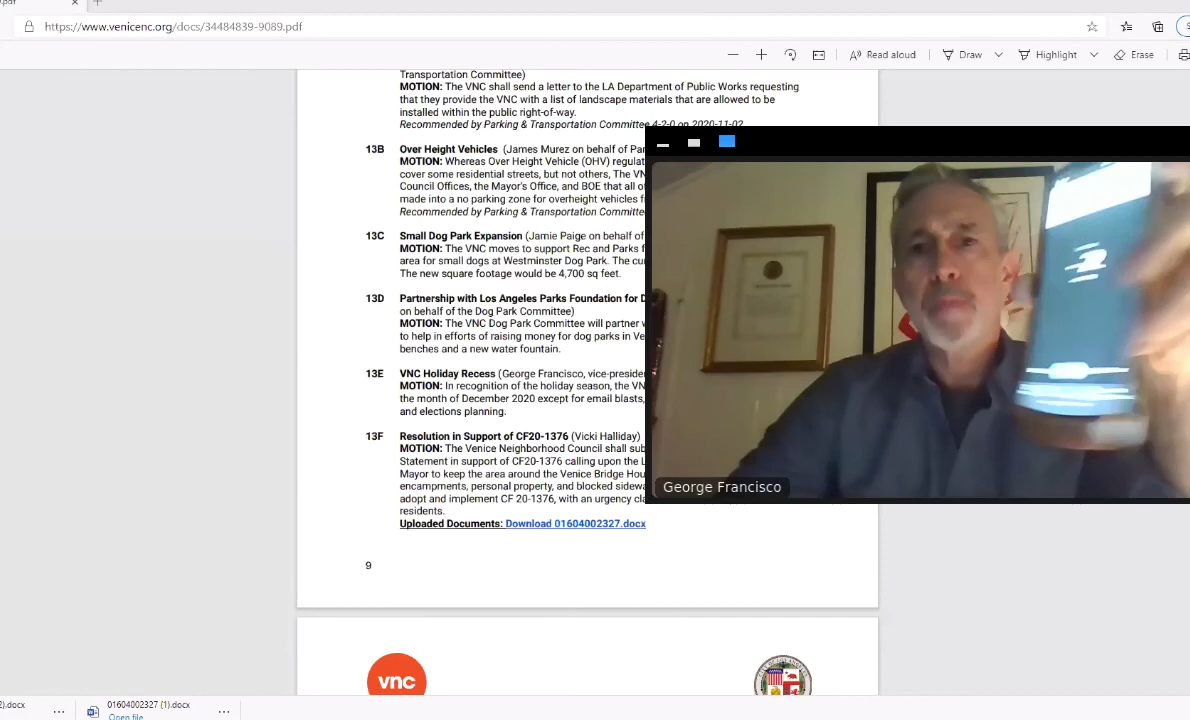 .pdf
https://www.venicenc.org/docs/34484839-9089.pdf
Read aloud
Draw
Highlight
Erase
Transportation Committee)
MOTION: The VNC shall send a letter to the LA Department of Public Works requesting
that they provide the VNC with a list of landscape materials that are allowed to be
installed within the public right-of-way.
Recommended by Parking & Transportation Committee 4-2-0 on 2020-11-02
13B Over Height Vehicles (James Murez on behalf of Par
MOTION: Whereas Over Height Vehicle (OHV) regulat
cover some residential streets, but not others, The VN
Council Offices, the Mayor's Office, and BOE that all of
made into a no parking zone for overheight vehicles f
Recommended by Parking & Transportation Committe
13C Small Dog Park Expansion (Jamie Paige on behalf of
MOTION: The VNC moves to support Rec and Parks f
area for small dogs at Westminster Dog Park. The cu
The new square footage would be 4,700 sq feet.
13D Partnership with Los Angeles Parks Foundation for D
on behalf of the Dog Park Committee)
MOTION: The VNC Dog Park Committee will partner w
to help in efforts of raising money for dog parks in Ve
benches and a new water fountain.
13E VNC Holiday Recess (George Francisco, vice-presiden
MOTION: In recognition of the holiday season, the VN
the month of December 2020 except for email blasts,
and elections planning.
13F Resolution in Support of CF20-1376 (Vicki Halliday)
MOTION: The Venice Neighborhood Council shall sub
Statement in support of CF20-1376 calling upon the L
Mayor to keep the area around the Venice Bridge Hou
encampments, personal property, and blocked sidew
adopt and implement CF 20-1376, with an urgency cla
residents.
Uploaded Documents: Download 01604002327.docx
George Francisco
9
vnc
2).docx
01604002327 (1).docx
Open file